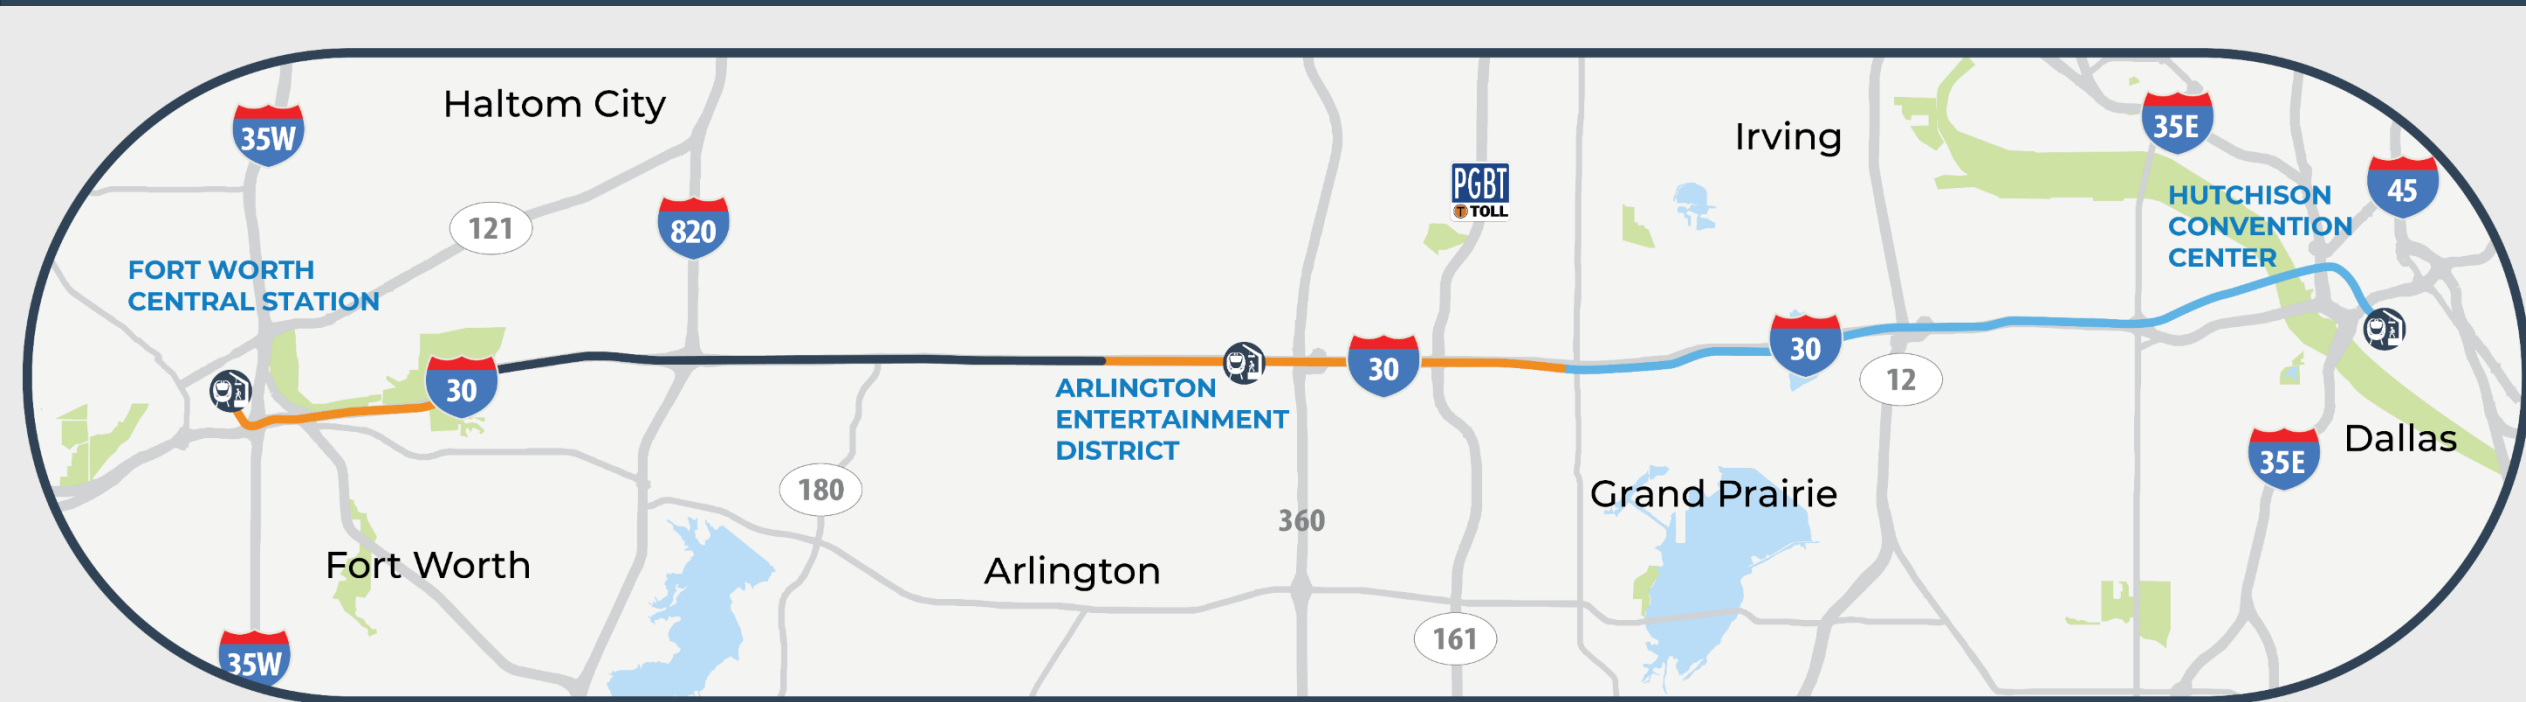 Haltom City
35W
35E
Irving
45
PGBT
T TOLL
HUTCHISON
CONVENTION
CENTER
121
820
FORT WORTH
CENTRAL STATION
30
30
30
12
ARLINGTON
ENTERTAINMENT
DISTRICT
Dallas
35E
180
Grand Prairie
360
Fort Worth
Arlington
161
35W